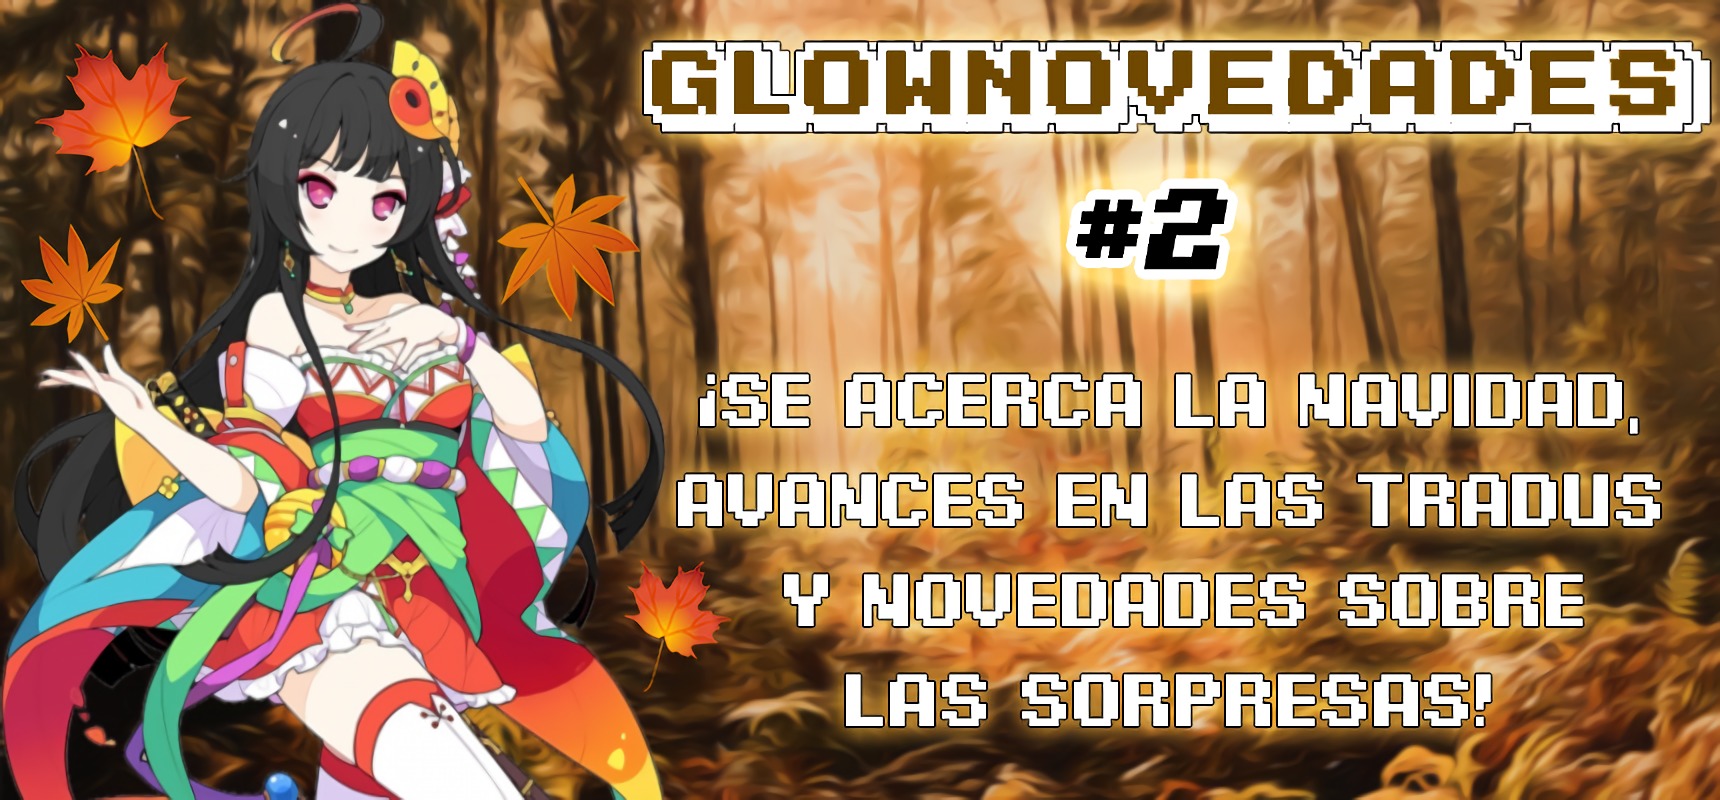 GLOWNOVEDADES
#2
¡SE ACERCA LA NAVIDAD,
AVANCES EN LAS TRADUS
Y NOVEDADES SOBRE
LAS SORPRESAS!